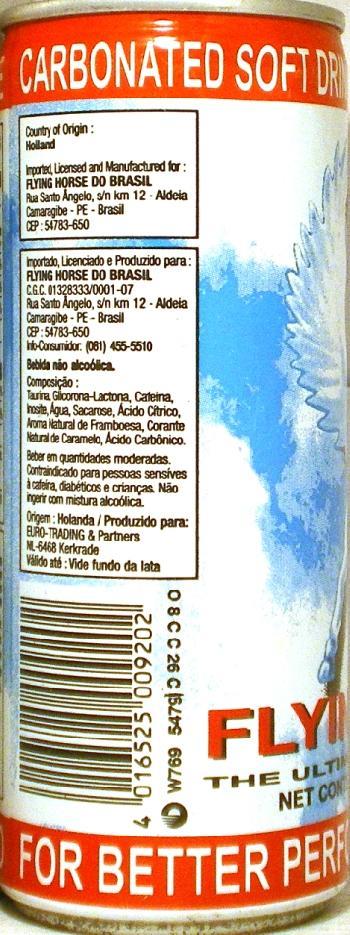 CARBONATED SOFT
Country of Origin :
Holland
Imported, Licensed and Manufactured for :
FLYING HORSE DO BRASIL
Rua Santo Ângelo, s/n km 12 - Aldeia
Camaragibe - PE - Brasil
CEP : 54783-650
Importado, Licenciado e Produzido para :
FLYING HORSE DO BRASIL
C.G.C. 01328333/0001-07
Rua Santo Ângelo, s/n km 12 - Aldeia
Camaragibe - PE - Brasil
CEP : 54783-650
Info-Consumidor: (081) 455-5510
Bebida não alcoólica.
Composição :
Taurina, Glicorona-Lactona, Cafeína,
Inosite, Água, Sacarose, Ácido Cítrico,
Aroma Natural de Framboesa, Corante
Natural de Caramelo, Ácido Carbônico.
Beber em quantidades moderadas.
Contraindicado para pessoas sensíves
à cafeína, diabéticos e crianças. Não
ingerir com mistura alcoólica.
Origem : Holanda / Produzido para:
EURO-TRADING & Partners
NL-6468 Kerkrade
Válido até : Vide fundo da lata
4 016525 009202
W769
FLYI
THE ULTI
NET CON
FOR BETTER PERF